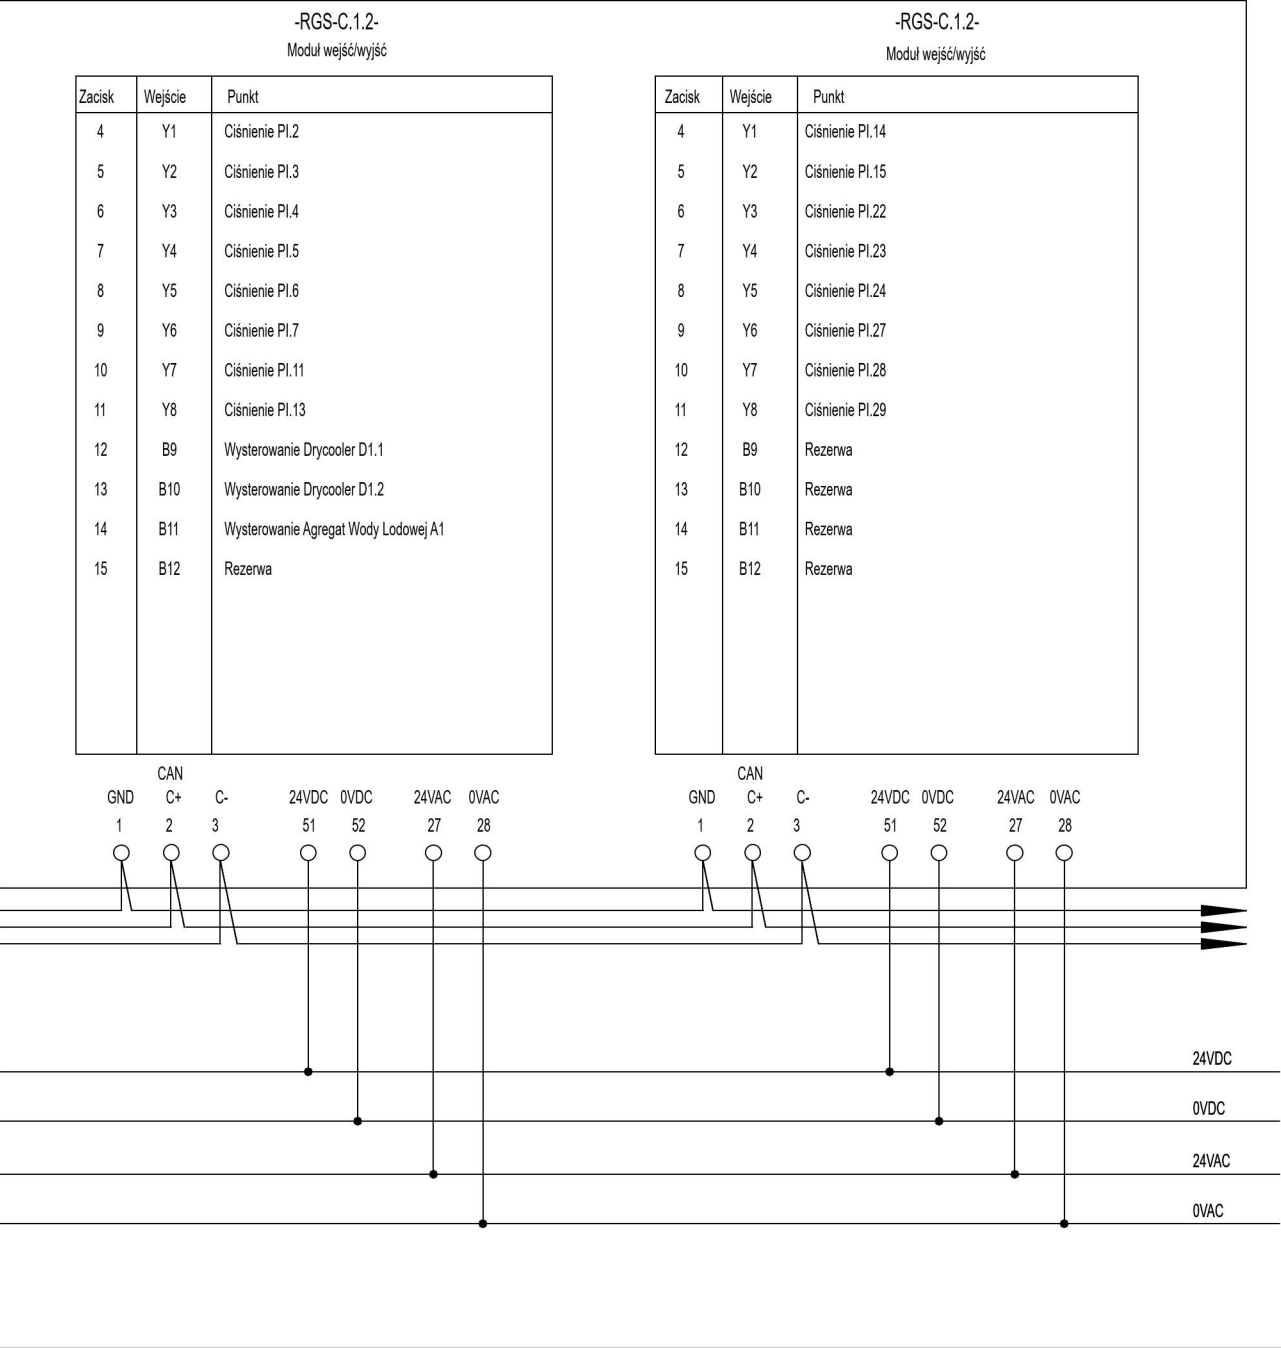 -RGS-C.1.2-
Moduł wejść/wyjść
Zacisk Wejście Punkt
4 Y1 Ciśnienie PI.2
5 Y2 Ciśnienie PI.3
6 Y3 Ciśnienie PI.4
7 Y4 Ciśnienie PI.5
8 Y5 Ciśnienie PI.6
9 Y6 Ciśnienie PI.7
10 Y7 Ciśnienie PI.11
11 Y8 Ciśnienie PI.13
12 B9 Wysterowanie Drycooler D1.1
13 B10 Wysterowanie Drycooler D1.2
14 B11 Wysterowanie Agregat Wody Lodowej A1
15 B12 Rezerwa
CAN
GND C+ C- 24VDC 0VDC 24VAC 0VAC
1 2 3 51 52 27 28
-RGS-C.1.2-
Moduł wejść/wyjść
Zacisk Wejście Punkt
4 Y1 Ciśnienie PI.14
5 Y2 Ciśnienie PI.15
6 Y3 Ciśnienie PI.22
7 Y4 Ciśnienie PI.23
8 Y5 Ciśnienie PI.24
9 Y6 Ciśnienie PI.27
10 Y7 Ciśnienie PI.28
11 Y8 Ciśnienie PI.29
12 B9 Rezerwa
13 B10 Rezerwa
14 B11 Rezerwa
15 B12 Rezerwa
CAN
GND C+ C- 24VDC 0VDC 24VAC 0VAC
1 2 3 51 52 27 28
24VDC
0VDC
24VAC
0VAC